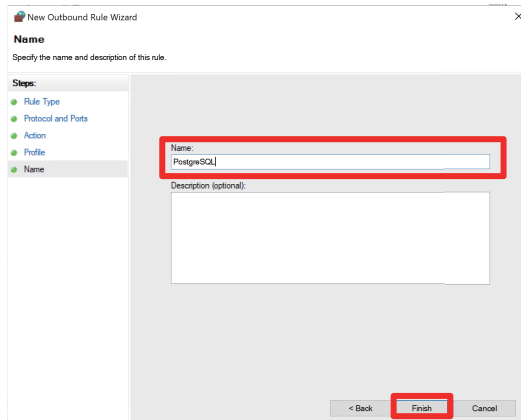 New Outbound Rule Wizard
Name
Specify the name and description of this rule.
Steps:
Rule Type
Protocol and Ports
Action
Profile
Name
Name:
PostgreSQL
Description (optional):
< Back
Finish
Cancel